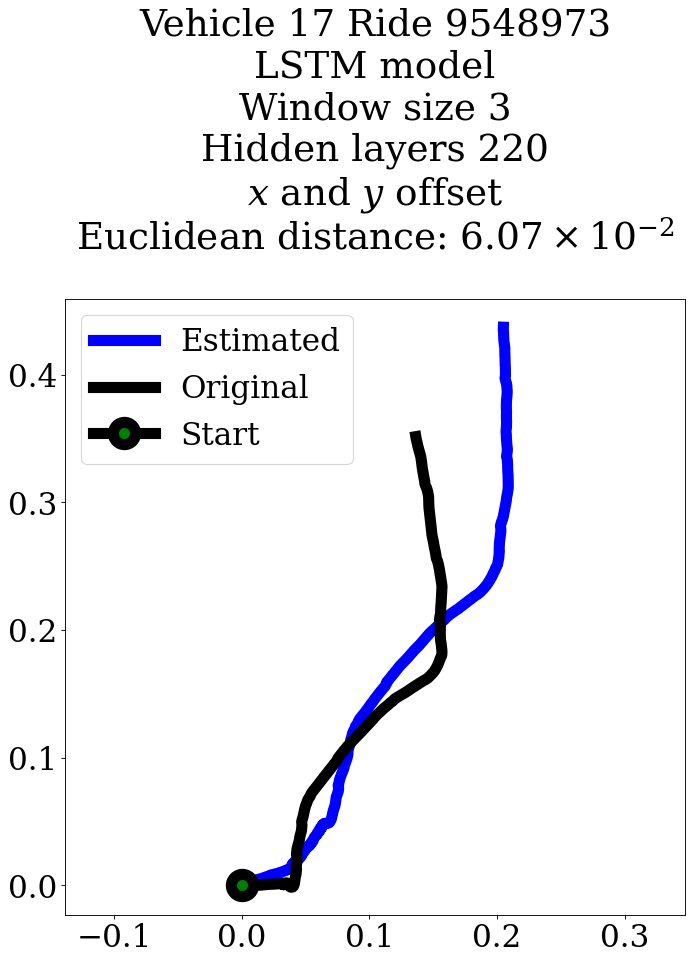 Vehicle 17 Ride 9548973
LSTM model
Window size 3
Hidden layers 220
x and y offset
Euclidean distance: 6.07 × 10⁻²
Estimated
Original
Start
0.4
0.3
0.2
0.1
0.0
−0.1 0.0 0.1 0.2 0.3